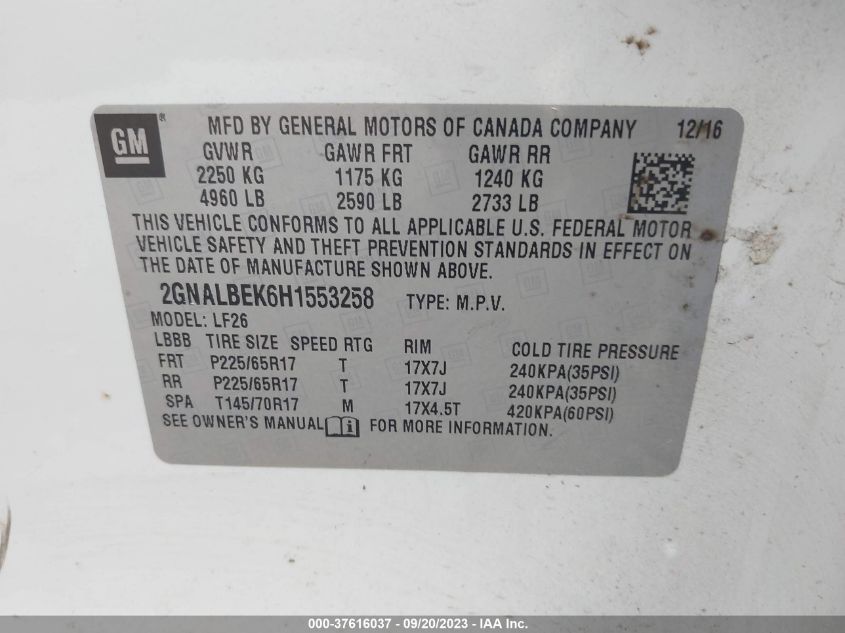 GM ® MFD BY GENERAL MOTORS OF CANADA COMPANY 12/16
GVWR GAWR FRT GAWR RR
2250 KG 1175 KG 1240 KG
4960 LB 2590 LB 2733 LB
THIS VEHICLE CONFORMS TO ALL APPLICABLE U.S. FEDERAL MOTOR
VEHICLE SAFETY AND THEFT PREVENTION STANDARDS IN EFFECT ON
THE DATE OF MANUFACTURE SHOWN ABOVE.
2GNALBEK6H1553258 TYPE: M.P.V.
MODEL: LF26
LBBB TIRE SIZE SPEED RTG RIM COLD TIRE PRESSURE
FRT P225/65R17 T 17X7J 240KPA(35PSI)
RR P225/65R17 T 17X7J 240KPA(35PSI)
SPA T145/70R17 M 17X4.5T 420KPA(60PSI)
SEE OWNER'S MANUAL i FOR MORE INFORMATION.
000-37616037 - 09/20/2023 - IAA Inc.